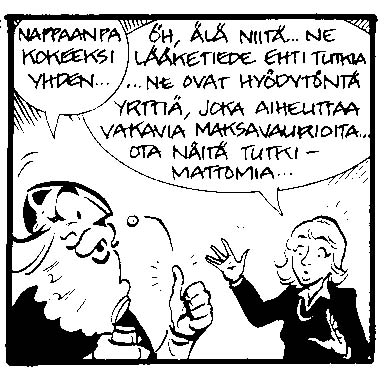 NAPPAANPA
KOKEEKSI
YHDEN...
ÖH, ÄLÄ NIITÄ... NE
LÄÄKETIEDE EHTI TUTKIA
...NE OVAT HYÖDYTÖNTÄ
YRTTIÄ, JOKA AIHEUTTAA
VAKAVIA MAKSAVAURIOITA...
OTA NÄITÄ TUTKI-
MATTOMIA...